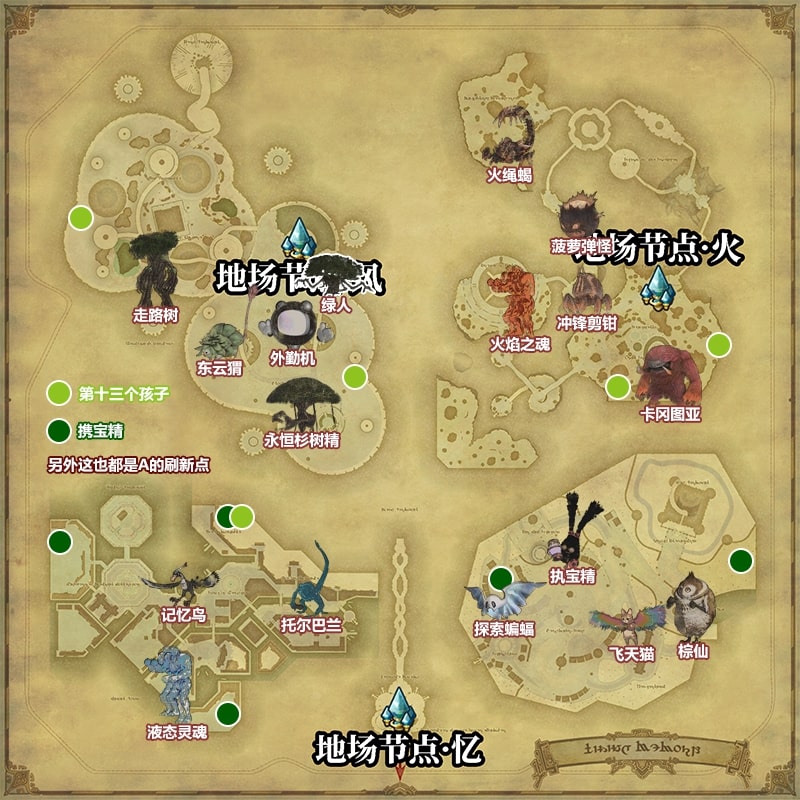 火绳蝎
菠萝弹怪
地场节点·火
地场节点·风
绿人
走路树
冲锋剪钳
火焰之魂
东云猬
外勤机
第十三个孩子
卡冈图亚
携宝精
永恒杉树精
另外这也都是A的刷新点
执宝精
记忆鸟
托尔巴兰
探索蝙蝠
飞天猫
棕仙
液态灵魂
地场节点·忆